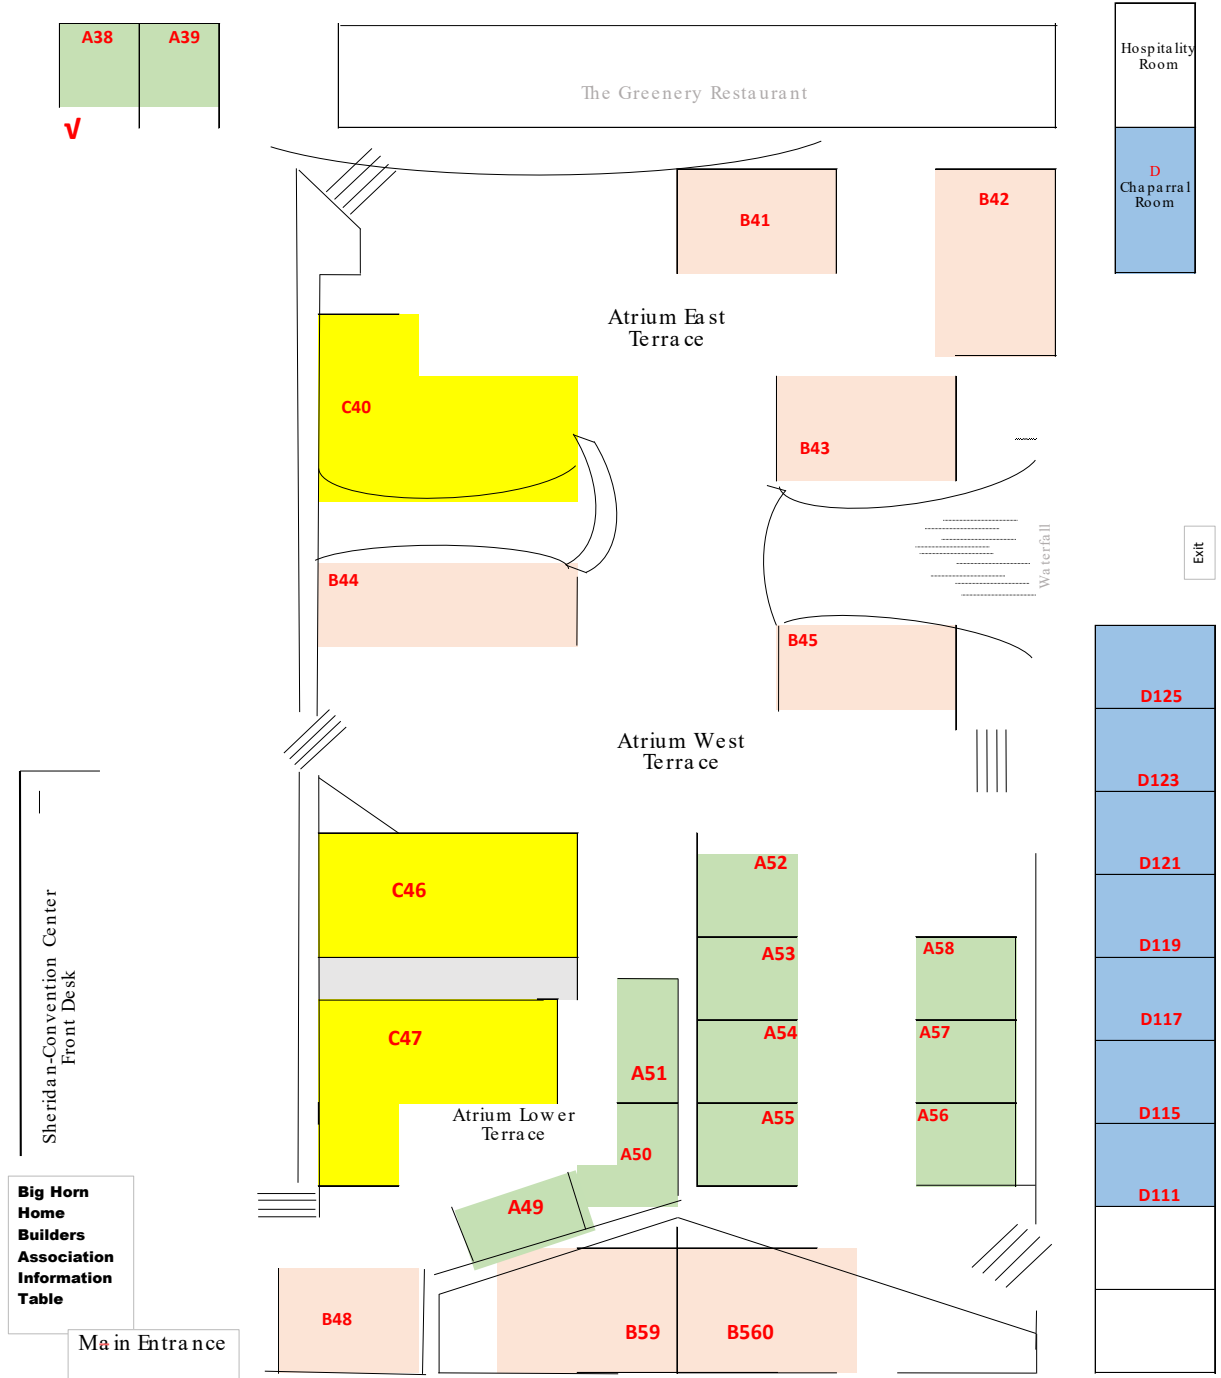 A38
A39
√
The Greenery Restaurant
Hospitality
Room
D
Chaparral
Room
B41
B42
Atrium East
Terrace
C40
B43
Waterfall
Exit
B44
B45
D125
Atrium West
Terrace
D123
A52
D121
C46
Sheridan-Convention Center
Front Desk
A53
A58
D119
C47
A51
A54
A57
D117
Atrium Lower
Terrace
A50
A55
A56
D115
A49
D111
Big Horn
Home
Builders
Association
Information
Table
B48
B59
B560
Main Entrance